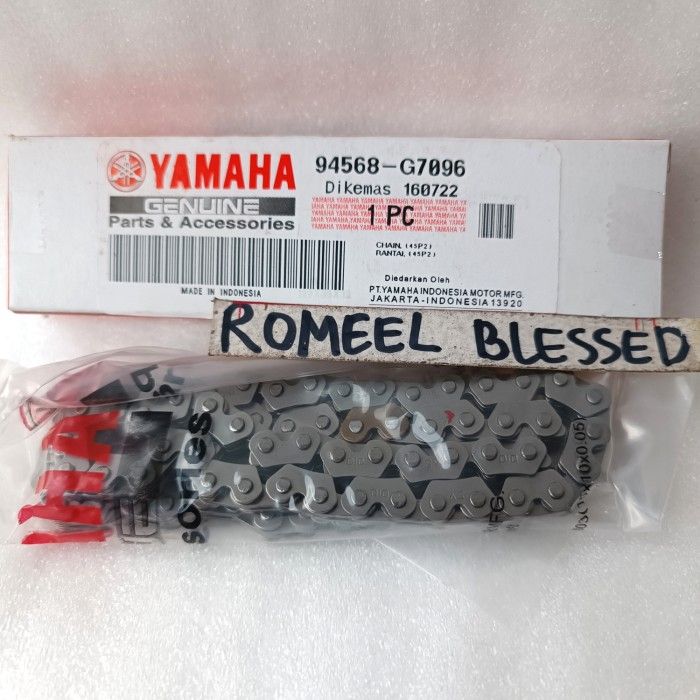 YAMAHA
GENUINE
Parts & Accessories
MADE IN INDONESIA
94568-G7096
Dikemas 160722
1 PC
CHAIN, (45P2)
RANTAI, (45P2)
Diedarkan Oleh
PT.YAMAHA INDONESIA MOTOR MFG.
JAKARTA-INDONESIA 13920
ROMEEL BLESSED